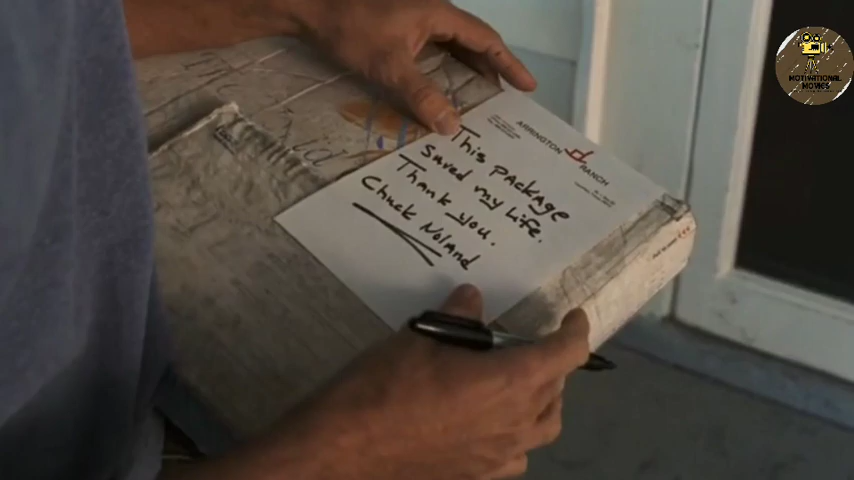 ARRINGTON RANCH
This package
saved my life.
Thank you.
Chuck Noland
MOTIVATIONAL
MOVIES